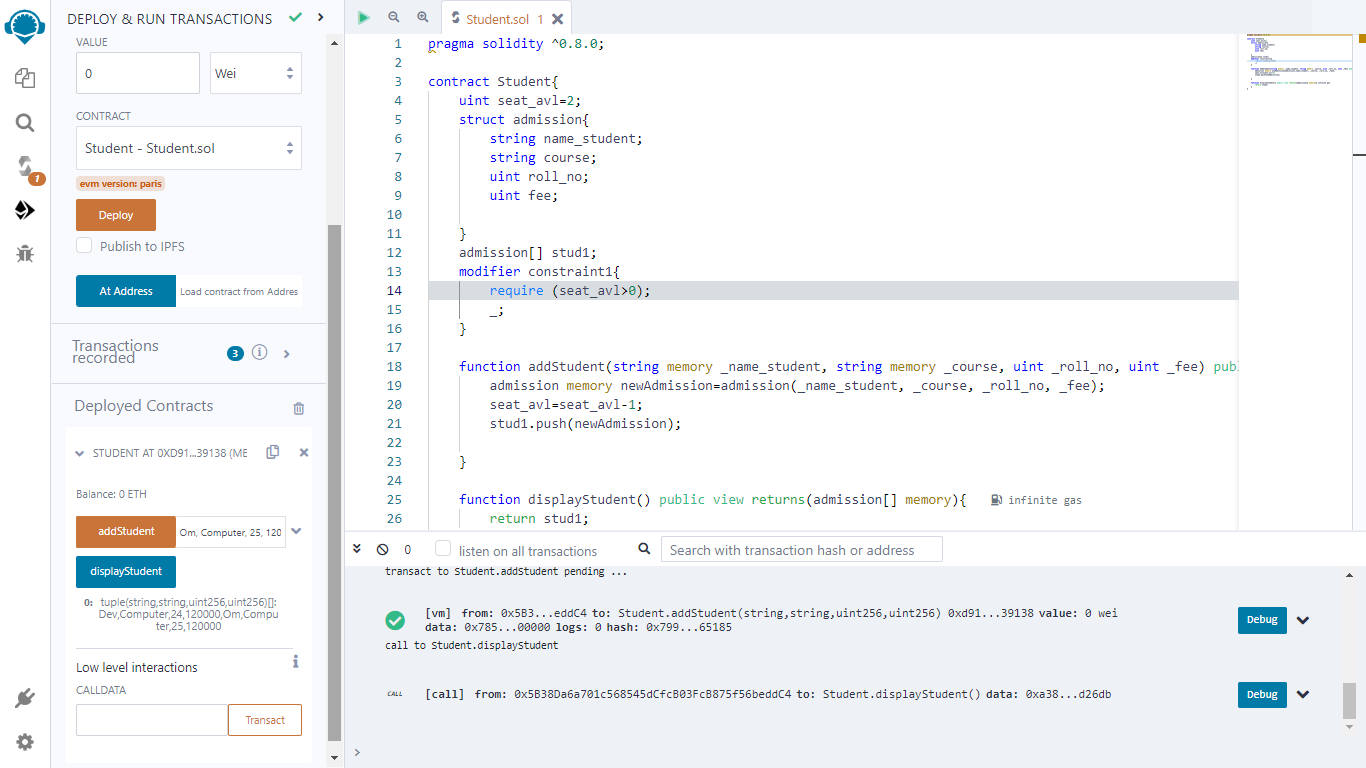 DEPLOY & RUN TRANSACTIONS
VALUE
0
Wei
CONTRACT
Student - Student.sol
evm version: paris
Deploy
Publish to IPFS
At Address
Load contract from Addres
Transactions
recorded
3
Deployed Contracts
STUDENT AT 0XD91...39138 (ME
Balance: 0 ETH
addStudent
Om, Computer, 25, 120
displayStudent
0: tuple(string,string,uint256,uint256)[]:
Dev,Computer,24,120000,Om,Compu
ter,25,120000
Low level interactions
CALLDATA
Transact
1
Student.sol 1
1 pragma solidity ^0.8.0;
2
3 contract Student{
4 uint seat_avl=2;
5 struct admission{
6 string name_student;
7 string course;
8 uint roll_no;
9 uint fee;
10
11 }
12 admission[] stud1;
13 modifier constraint1{
14 require (seat_avl>0);
15 _;
16 }
17
18 function addStudent(string memory _name_student, string memory _course, uint _roll_no, uint _fee) pub
19 admission memory newAdmission=admission(_name_student, _course, _roll_no, _fee);
20 seat_avl=seat_avl-1;
21 stud1.push(newAdmission);
22
23 }
24
25 function displayStudent() public view returns(admission[] memory){ infinite gas
26 return stud1;
0
listen on all transactions
Search with transaction hash or address
transact to Student.addStudent pending ...
[vm] from: 0x5B3...eddC4 to: Student.addStudent(string,string,uint256,uint256) 0xd91...39138 value: 0 wei
data: 0x785...00000 logs: 0 hash: 0x799...65185
Debug
call to Student.displayStudent
CALL [call] from: 0x5B38Da6a701c568545dCfcB03FcB875f56beddC4 to: Student.displayStudent() data: 0xa38...d26db
Debug
>